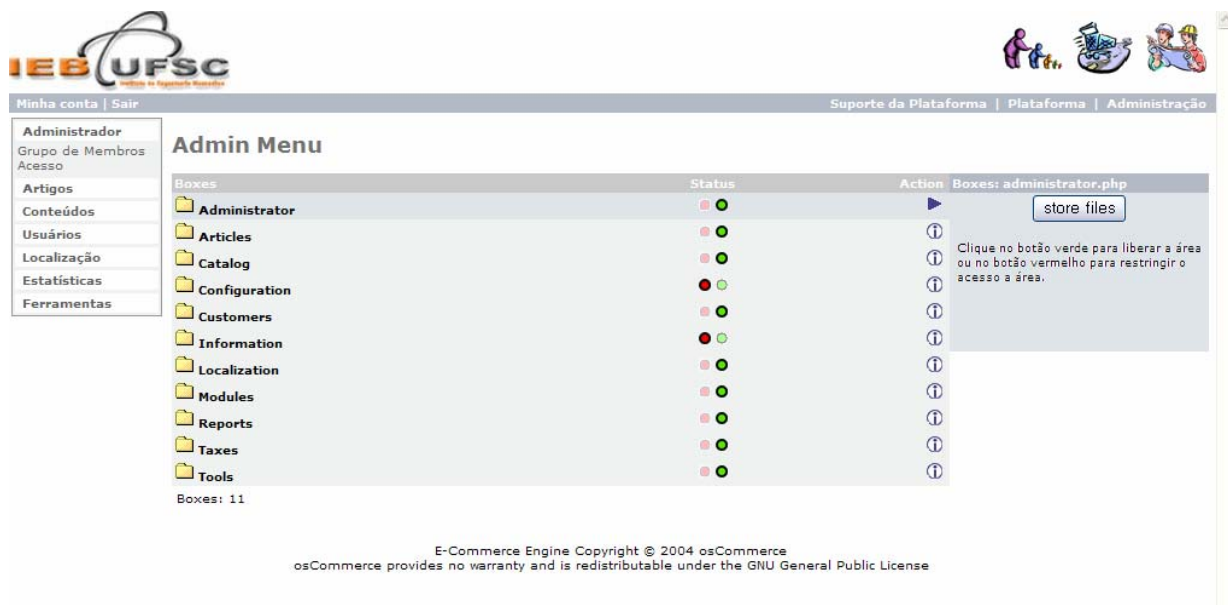 IEB UFSC
Minha conta | Sair
Suporte da Plataforma | Plataforma | Administração
Administrador
Grupo de Membros
Acesso
Artigos
Conteúdos
Usuários
Localização
Estatísticas
Ferramentas
Admin Menu
Boxes Status Action
Administrator
Articles
Catalog
Configuration
Customers
Information
Localization
Modules
Reports
Taxes
Tools
Boxes: 11
Boxes: administrator.php
store files
Clique no botão verde para liberar a área
ou no botão vermelho para restringir o
acesso a área.
E-Commerce Engine Copyright © 2004 osCommerce
osCommerce provides no warranty and is redistributable under the GNU General Public License